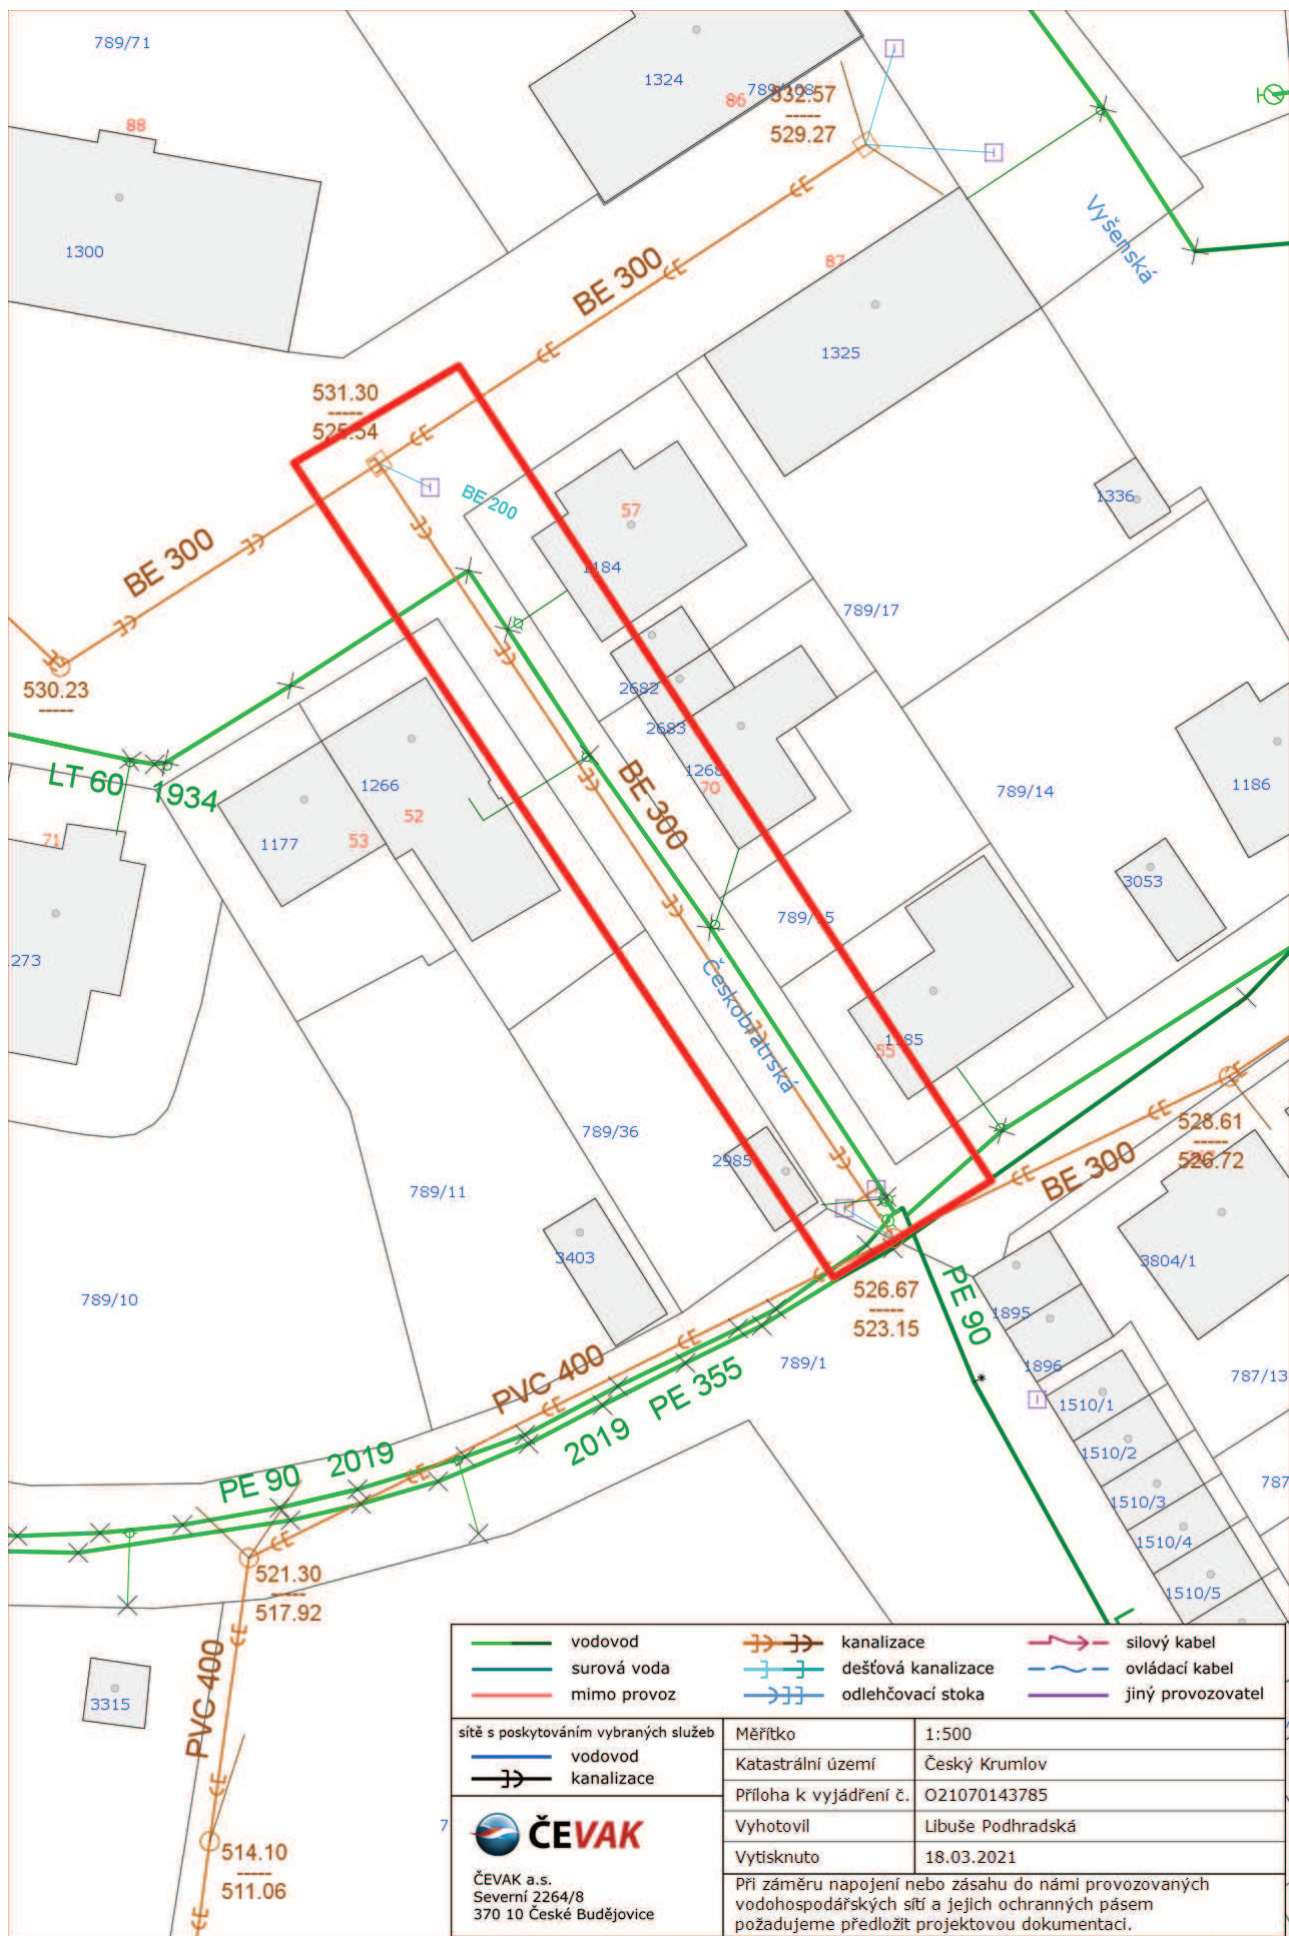 789/71
1324
86
532.57
-----
529.27
88
1300
BE 300
Vyšenská
87
1325
531.30
-----
525.54
BE 200
57
1184
1336
789/17
BE 300
530.23
-----
2682
2683
1268
70
LT 60 1934
1266
52
53
1177
71
BE 300
789/14
1186
3053
789/15
Českobratrská
1185
55
789/36
2985
789/11
3403
789/10
528.61
-----
526.72
BE 300
3804/1
526.67
-----
523.15
PE 90
1895
1896
789/1
787/13
1510/1
1510/2
1510/3
1510/4
1510/5
PVC 400
PE 355
2019
PE 90 2019
521.30
-----
517.92
PVC 400
3315
514.10
-----
511.06
vodovod
kanalizace
silový kabel
surová voda
dešťová kanalizace
ovládací kabel
mimo provoz
odlehčovací stoka
jiný provozovatel
sítě s poskytováním vybraných služeb
vodovod
kanalizace
Měřítko 1:500
Katastrální území Český Krumlov
Příloha k vyjádření č. O21070143785
Vyhotovil Libuše Podhradská
Vytisknuto 18.03.2021
ČEVAK
ČEVAK a.s.
Severní 2264/8
370 10 České Budějovice
Při záměru napojení nebo zásahu do námi provozovaných
vodohospodářských sítí a jejich ochranných pásem
požadujeme předložit projektovou dokumentaci.